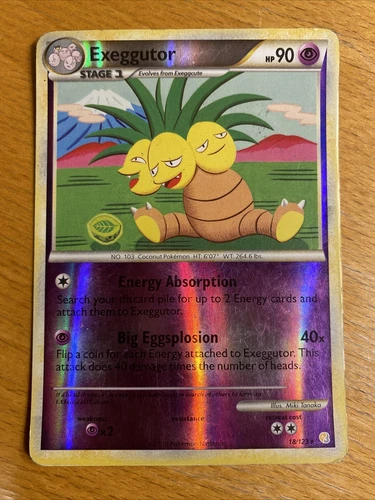 Exeggutor
HP 90
STAGE 1 Evolves from Exeggcute
NO. 103 Coconut Pokémon HT: 6'07" WT: 264.6 lbs.
Energy Absorption
Search your discard pile for up to 2 Energy cards and
attach them to Exeggutor.
Big Eggsplosion 40x
Flip a coin for each Energy attached to Exeggutor. This
attack does 40 damage times the number of heads.
Illus. Miki Tanaka
weakness resistance retreat cost
x2
18/123